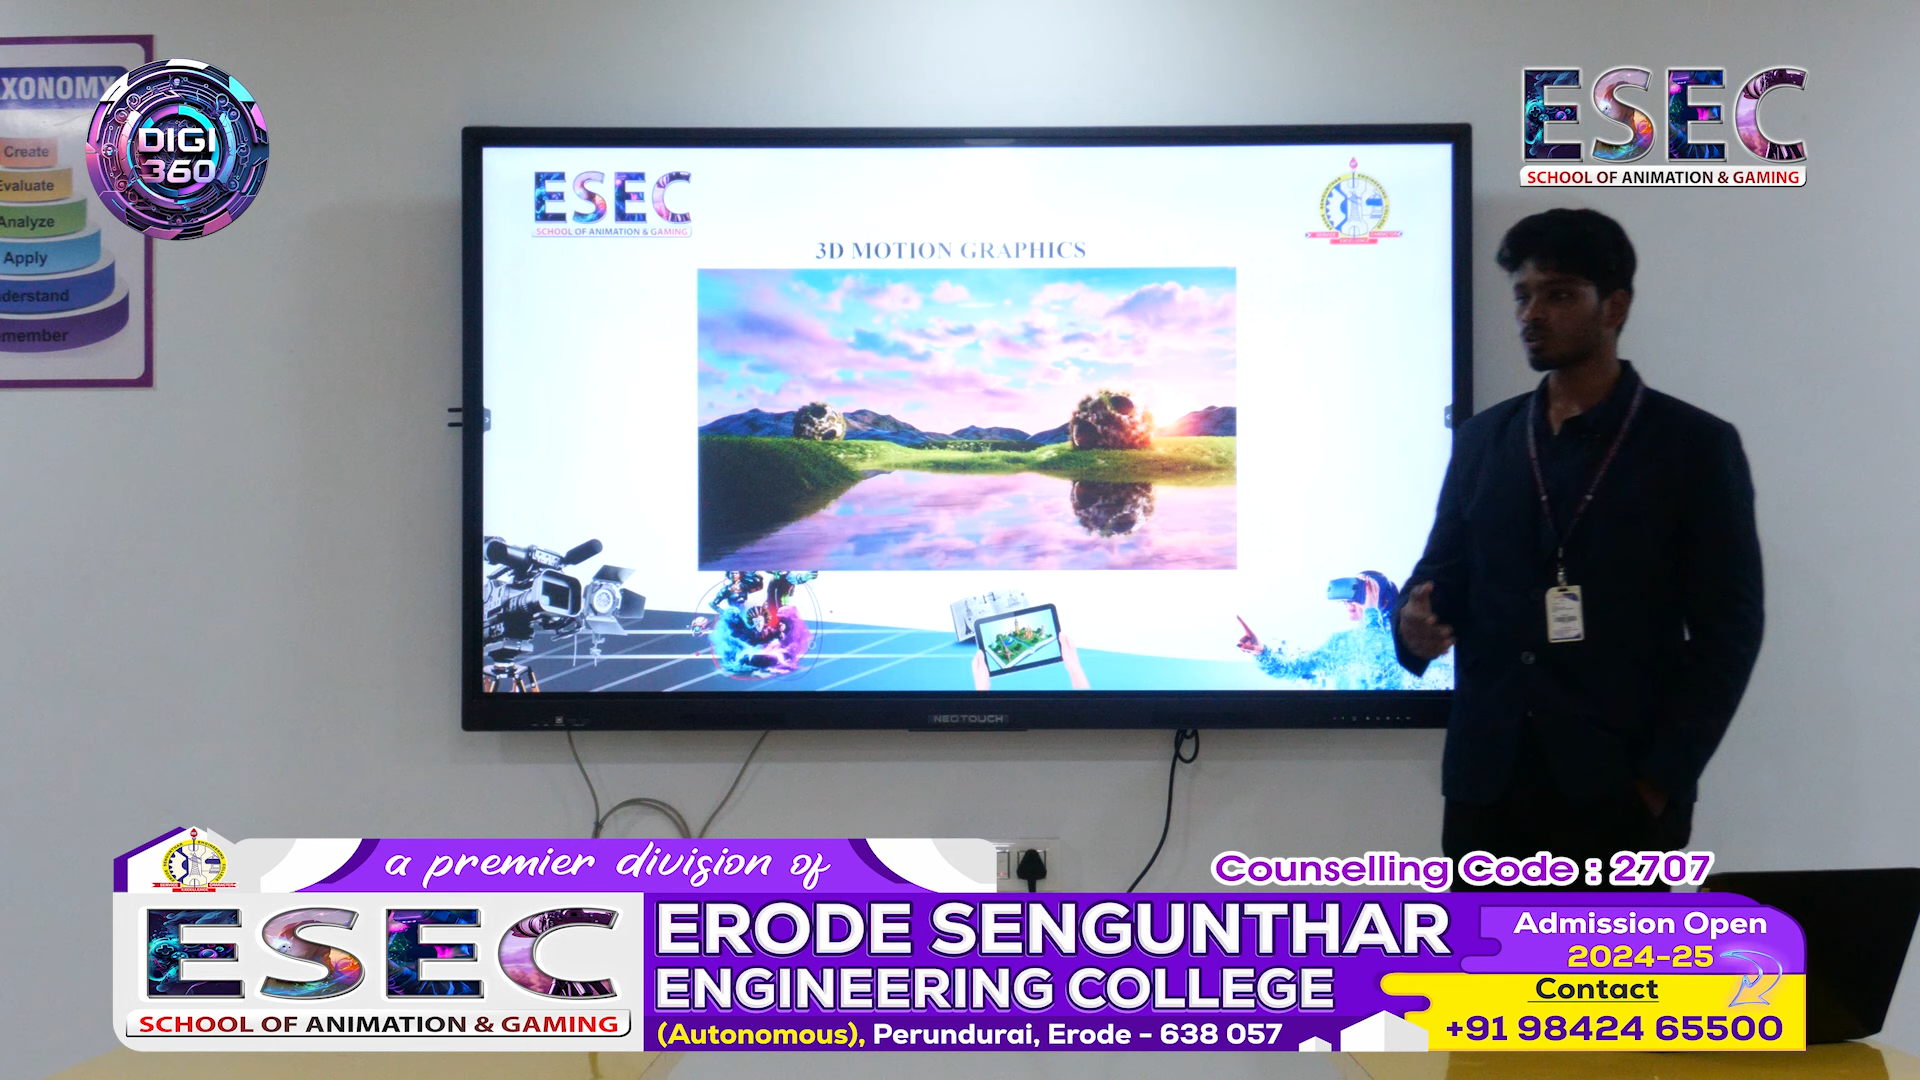 XONOMY
Create
Evaluate
Analyze
Apply
derstand
member
DIGI
360
ESEC
SCHOOL OF ANIMATION & GAMING
ESEC
SCHOOL OF ANIMATION & GAMING
3D MOTION GRAPHICS
NEOTOUCH
a premier division of
ESEC
SCHOOL OF ANIMATION & GAMING
ERODE SENGUNTHAR
ENGINEERING COLLEGE
(Autonomous), Perundurai, Erode - 638 057
Counselling Code : 2707
Admission Open
2024-25
Contact
+91 98424 65500